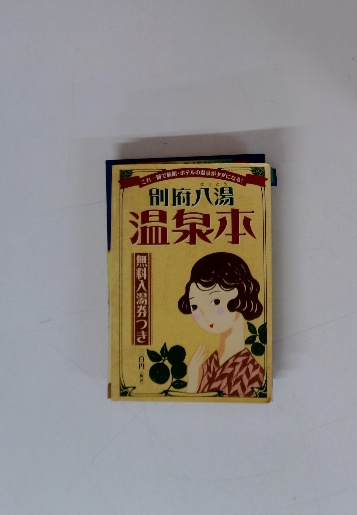 これ一冊で旅館・ホテルの温泉がタダになる!
別府八湯
温泉本
無料入湯券つき